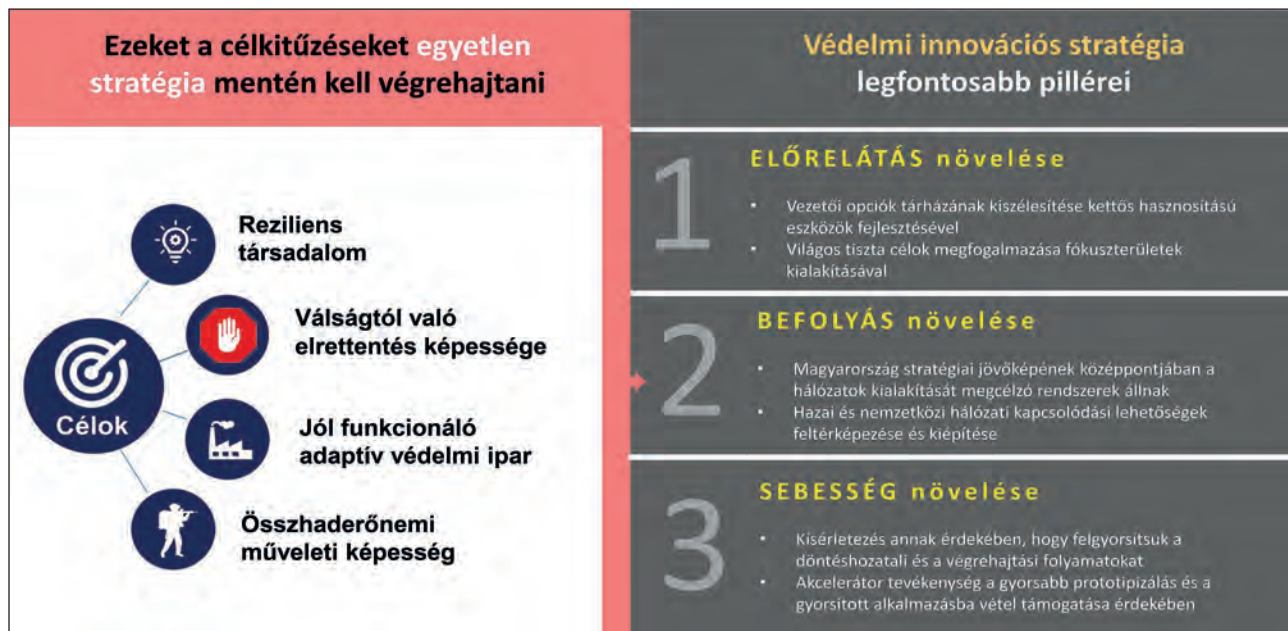 Ezeket a célkitűzéseket egyetlen
stratégia mentén kell végrehajtani
Célok
Reziliens
társadalom
Válságtól való
elrettentés képessége
Jól funkcionáló
adaptív védelmi ipar
Összhaderőnemi
műveleti képesség
Védelmi innovációs stratégia
legfontosabb pillérei
1
ELŐRELÁTÁS növelése
• Vezetői opciók tárházának kiszélesítése kettős hasznosítású
eszközök fejlesztésével
• Világos tiszta célok megfogalmazása fókuszterületek
kialakításával
2
BEFOLYÁS növelése
• Magyarország stratégiai jövőképének középpontjában a
hálózatok kialakítását megcélzó rendszerek állnak
• Hazai és nemzetközi hálózati kapcsolódási lehetőségek
feltérképezése és kiépítése
3
SEBESSÉG növelése
• Kísérletezés annak érdekében, hogy felgyorsítsuk a
döntéshozatali és a végrehajtási folyamatokat
• Akcelerátor tevékenység a gyorsabb prototipizálás és a
gyorsított alkalmazásba vétel támogatása érdekében